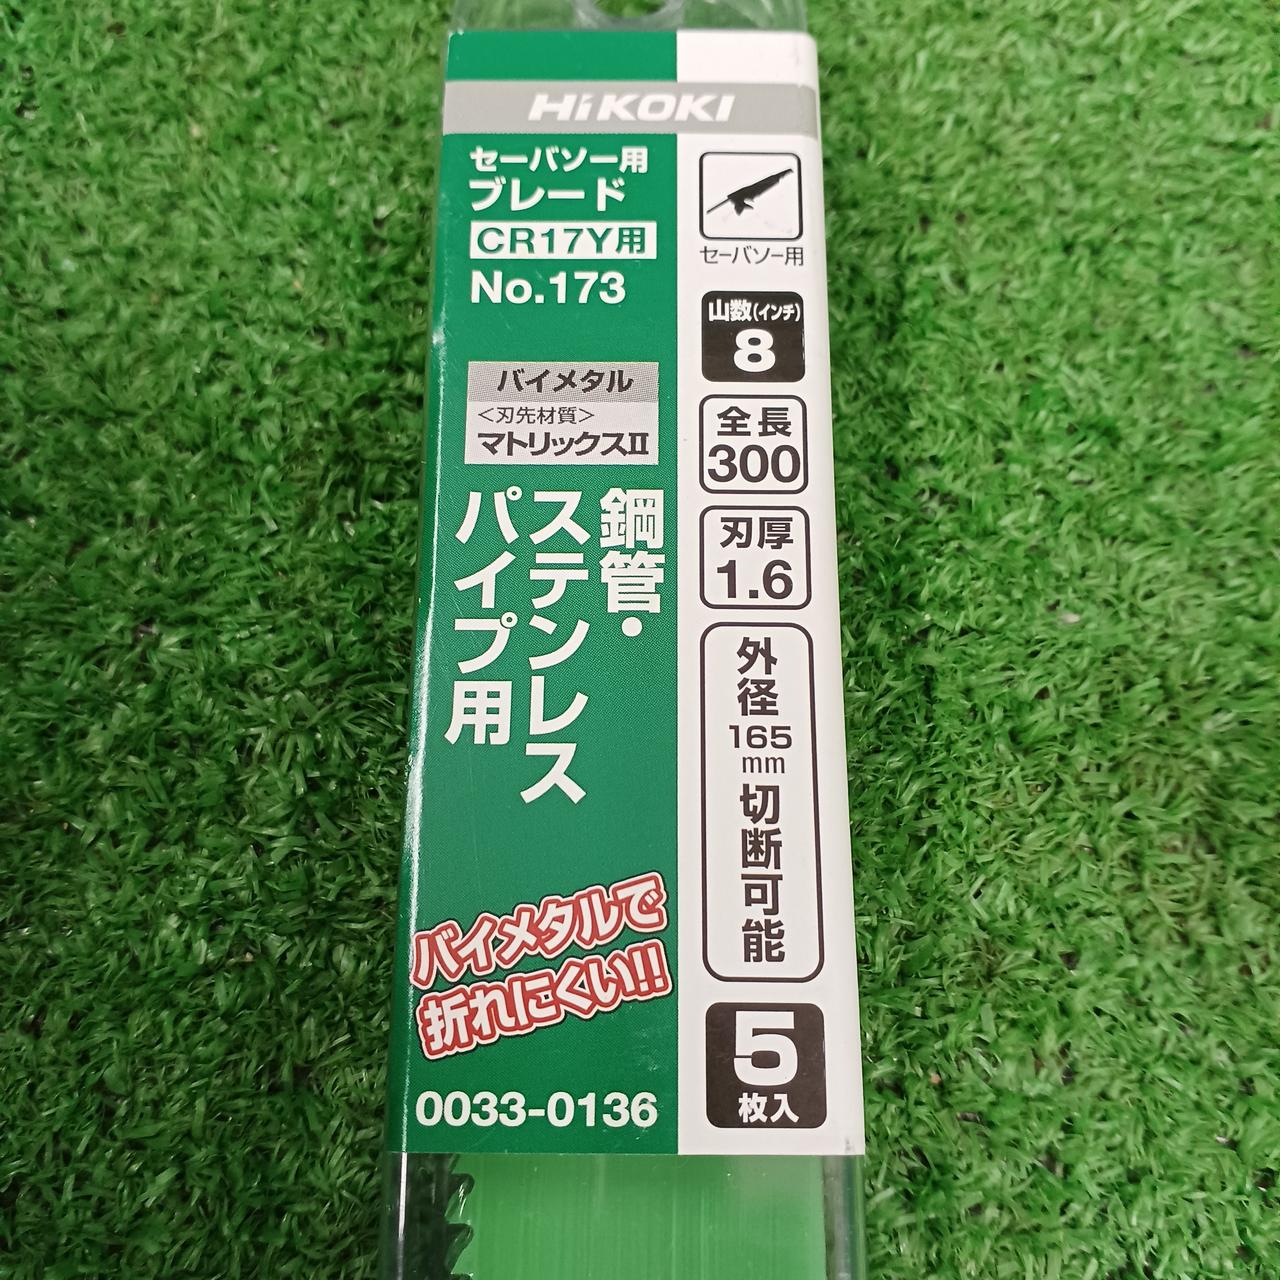 HiKOKI
セーバソー用
ブレード
CR17Y用
No.173
バイメタル
<刃先材質>
マトリックスII
鋼管・
ステンレス
パイプ用
バイメタルで
折れにくい!!
0033-0136
セーバソー用
山数(インチ)
8
全長
300
刃厚
1.6
外径
165
mm
切断可能
5
枚入